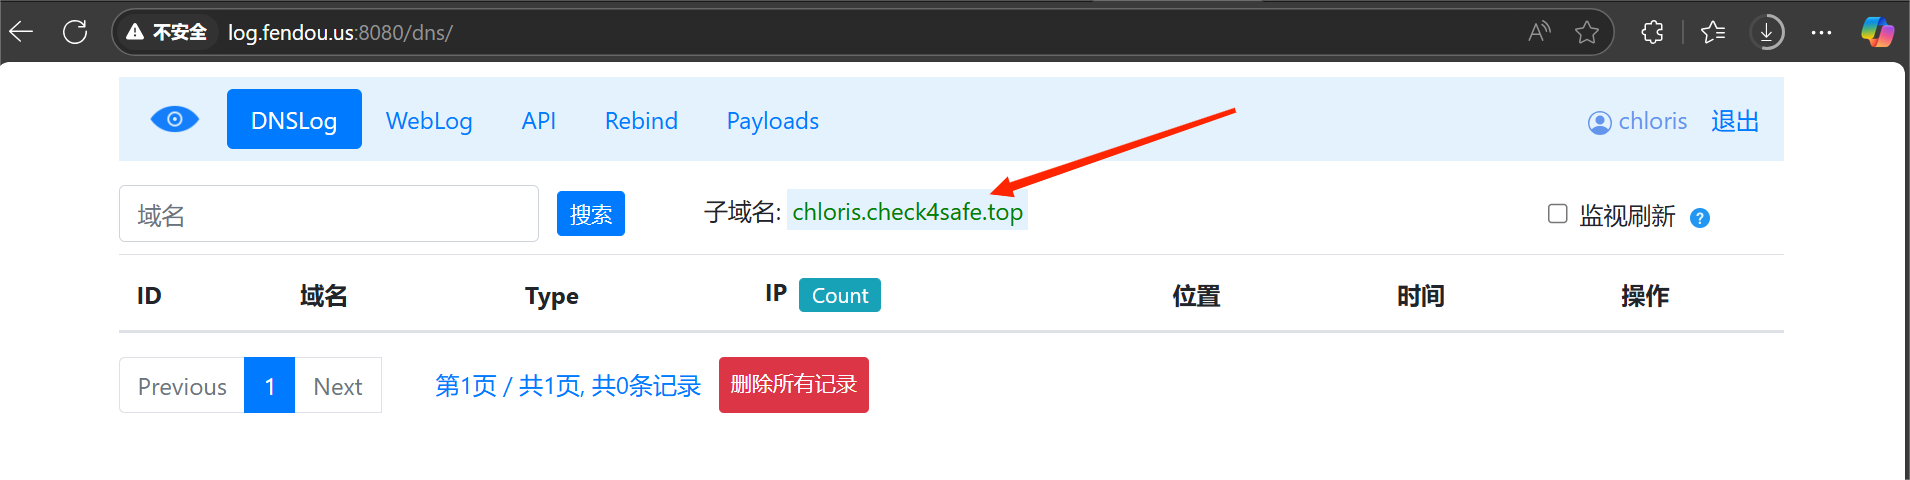 不安全 log.fendou.us:8080/dns/
DNSLog WebLog API Rebind Payloads chloris 退出
域名 搜索 子域名: chloris.check4safe.top 监视刷新 ?
ID 域名 Type IP Count 位置 时间 操作
Previous 1 Next 第1页 / 共1页, 共0条记录 删除所有记录